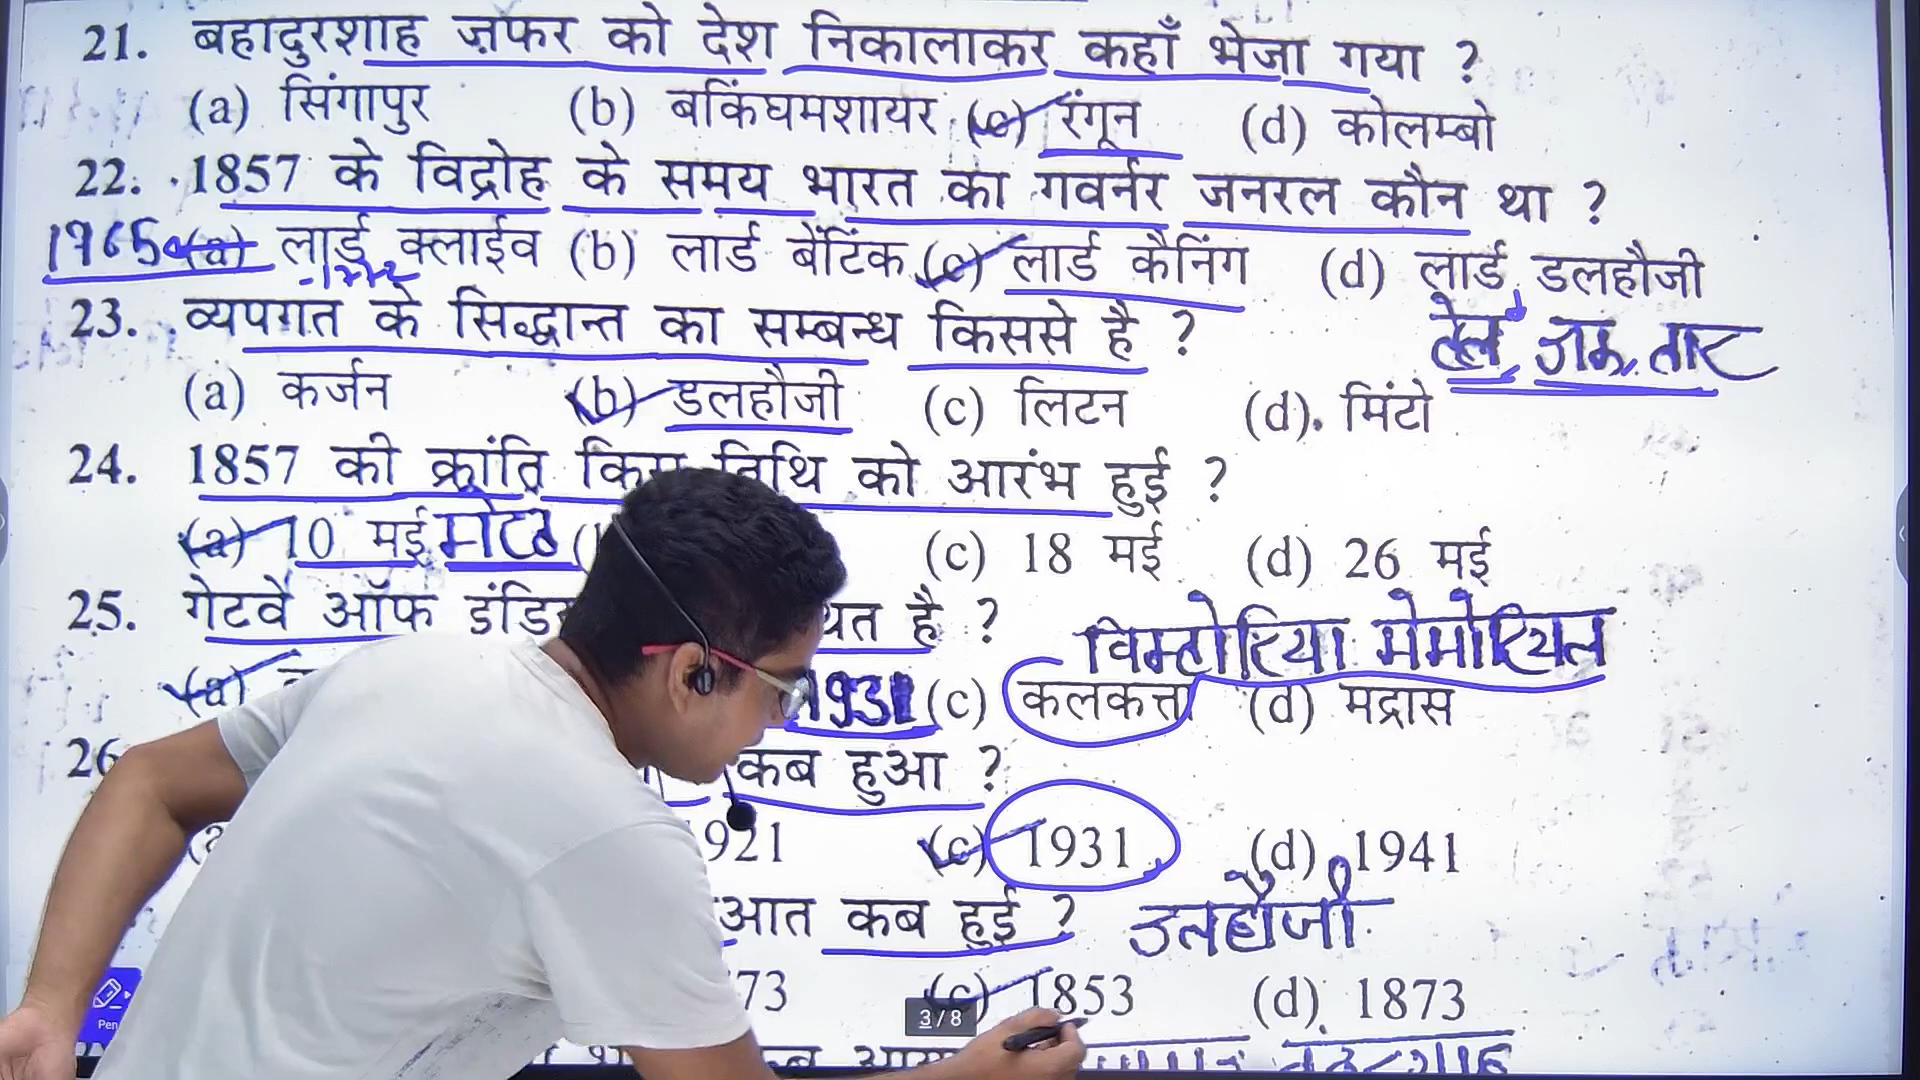 21. बहादुरशाह ज़फर को देश निकालाकर कहाँ भेजा गया ?
(a) सिंगापुर (b) बकिंघमशायर (c) रंगून (d) कोलम्बो
22. 1857 के विद्रोह के समय भारत का गवर्नर जनरल कौन था ?
1765 (a) लार्ड क्लाईव (b) लार्ड बेंटिंक (c) लार्ड कैनिंग (d) लार्ड डलहौजी
23. व्यपगत के सिद्धान्त का सम्बन्ध किससे है ?
रेल, डाक, तार
(a) कर्जन (b) डलहौजी (c) लिटन (d) मिंटो
24. 1857 की क्रांति किस तिथि को आरंभ हुई ?
(a) 10 मई मेरठ (c) 18 मई (d) 26 मई
25. गेटवे ऑफ इंडि है ?
विक्टोरिया मेमोरियल
(a) 1931 (c) कलकत्ता (d) मद्रास
26 कब हुआ ?
921 (c) 1931 (d) 1941
आत कब हुई ? डलहौजी
73 (c) 1853 (d) 1873
Pen
3/8